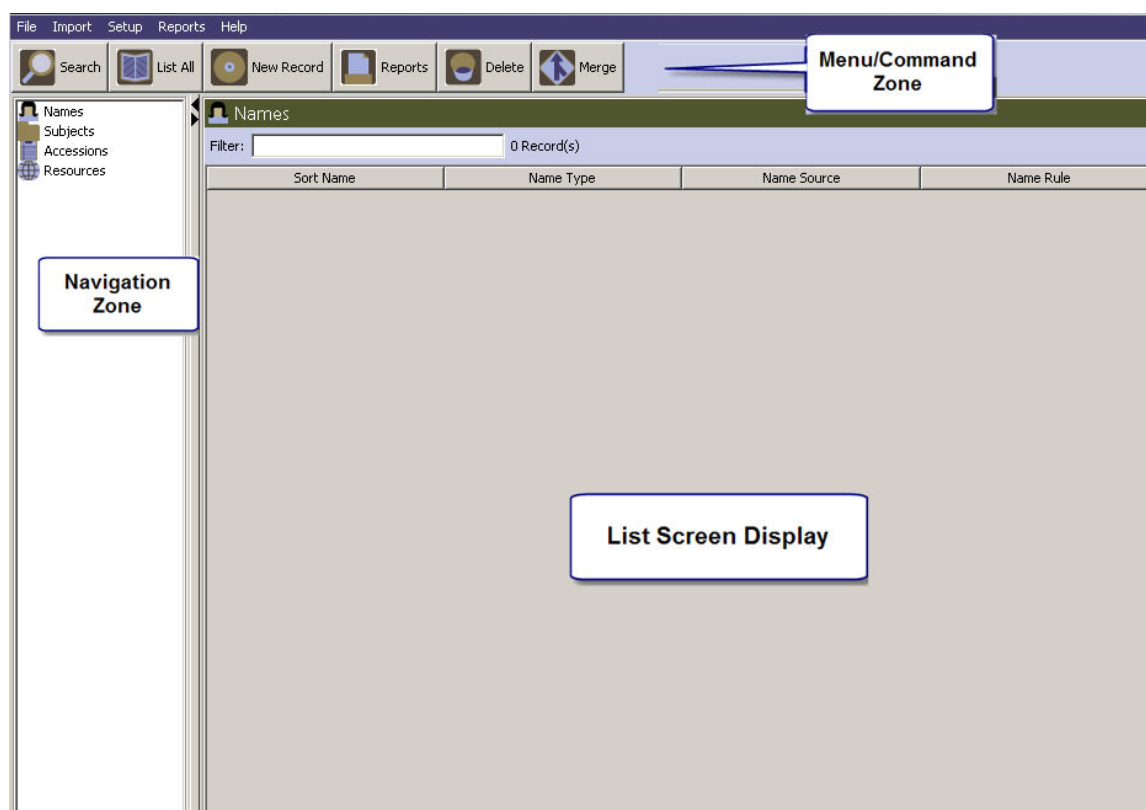 File Import Setup Reports Help
Search List All New Record Reports Delete Merge
Menu/Command
Zone
Names
Subjects
Accessions
Resources
Names
Filter: 0 Record(s)
Sort Name Name Type Name Source Name Rule
Navigation
Zone
List Screen Display